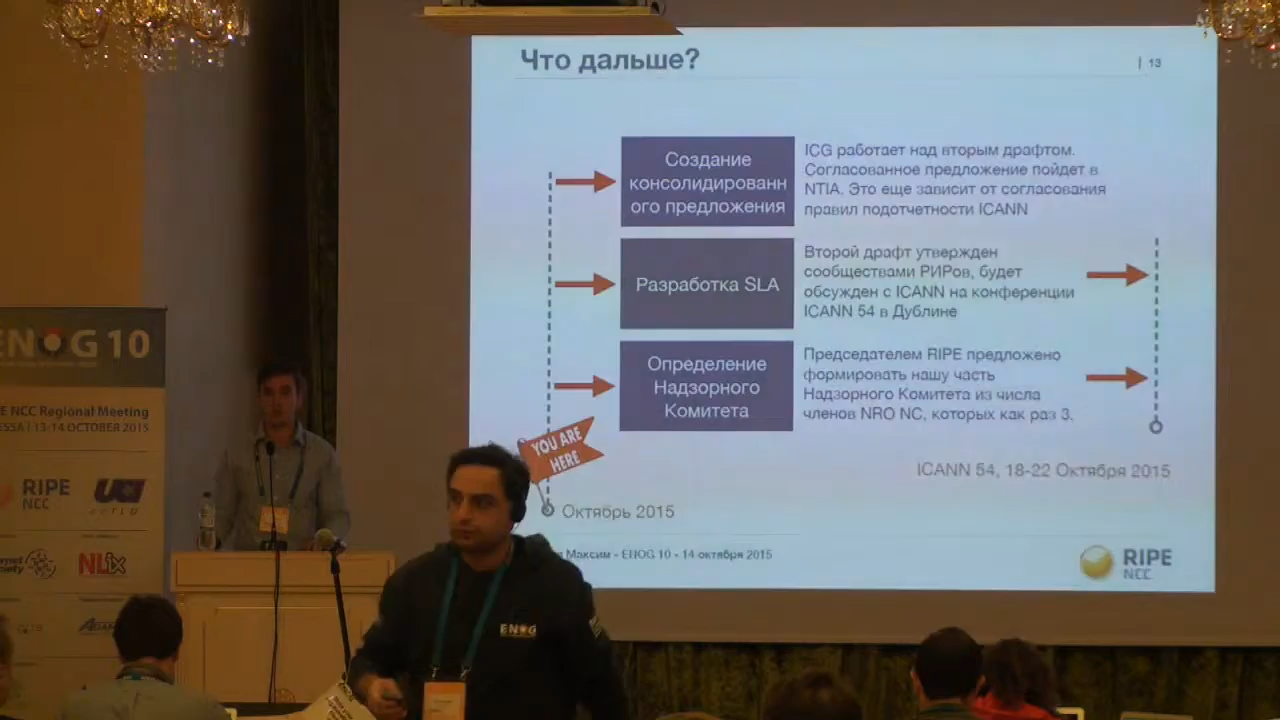 Что дальше?
| 13
Создание
консолидированн
ого предложения
ICG работает над вторым драфтом.
Согласованное предложение пойдет в
NTIA. Это еще зависит от согласования
правил подотчетности ICANN
Разработка SLA
Второй драфт утвержден
сообществами РИРов, будет
обсужден с ICANN на конференции
ICANN 54 в Дублине
Определение
Надзорного
Комитета
Председателем RIPE предложено
формировать нашу часть
Надзорного Комитета из числа
членов NRO NC, которых как раз 3.
YOU ARE
HERE
ICANN 54, 18-22 Октября 2015
Октябрь 2015
Максим - ENOG 10 - 14 октября 2015
RIPE
NCC
ENOG 10
E NCC Regional Meeting
ESSA | 13-14 OCTOBER 2015
RIPE
NCC
NLix
ENOG